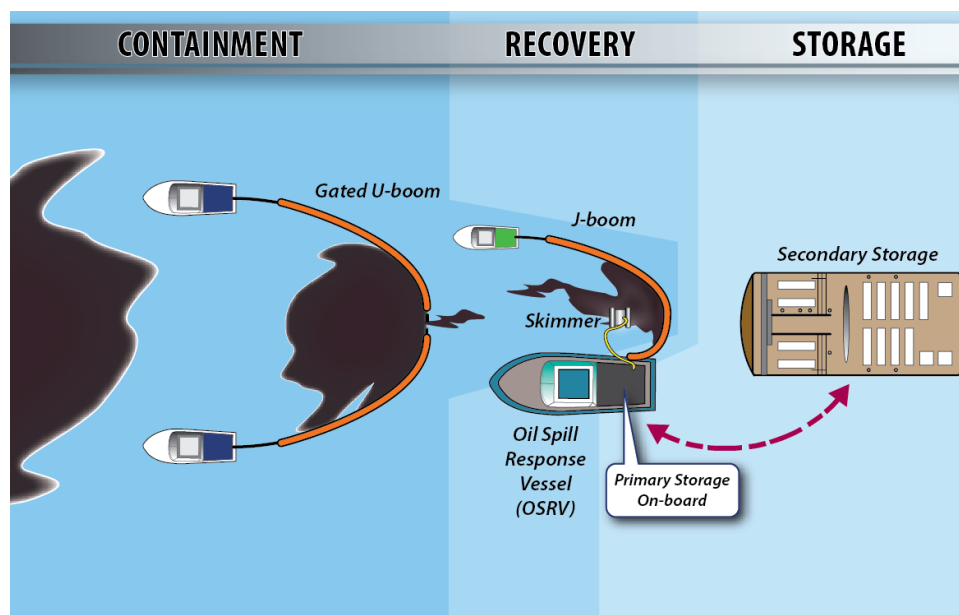 CONTAINMENT
RECOVERY
STORAGE
Gated U-boom
J-boom
Secondary Storage
Skimmer
Oil Spill
Response
Vessel
(OSRV)
Primary Storage
On-board